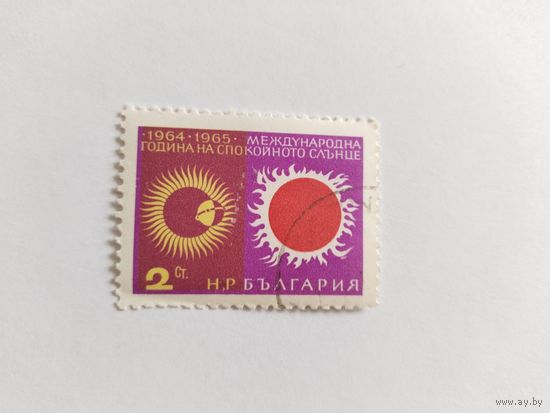 ·1964·1965· МЕЖДУНАРОДНА
ГОДИНА НА СПОКОЙНОТО СЛЪНЦЕ
2 СТ. Н.Р БЪЛГАРИЯ
www.ay.by